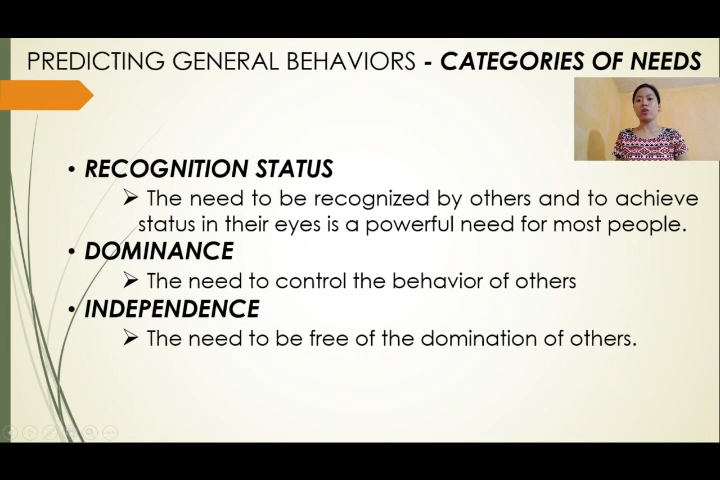 PREDICTING GENERAL BEHAVIORS - CATEGORIES OF NEEDS
• RECOGNITION STATUS
➢ The need to be recognized by others and to achieve
status in their eyes is a powerful need for most people.
• DOMINANCE
➢ The need to control the behavior of others
• INDEPENDENCE
➢ The need to be free of the domination of others.